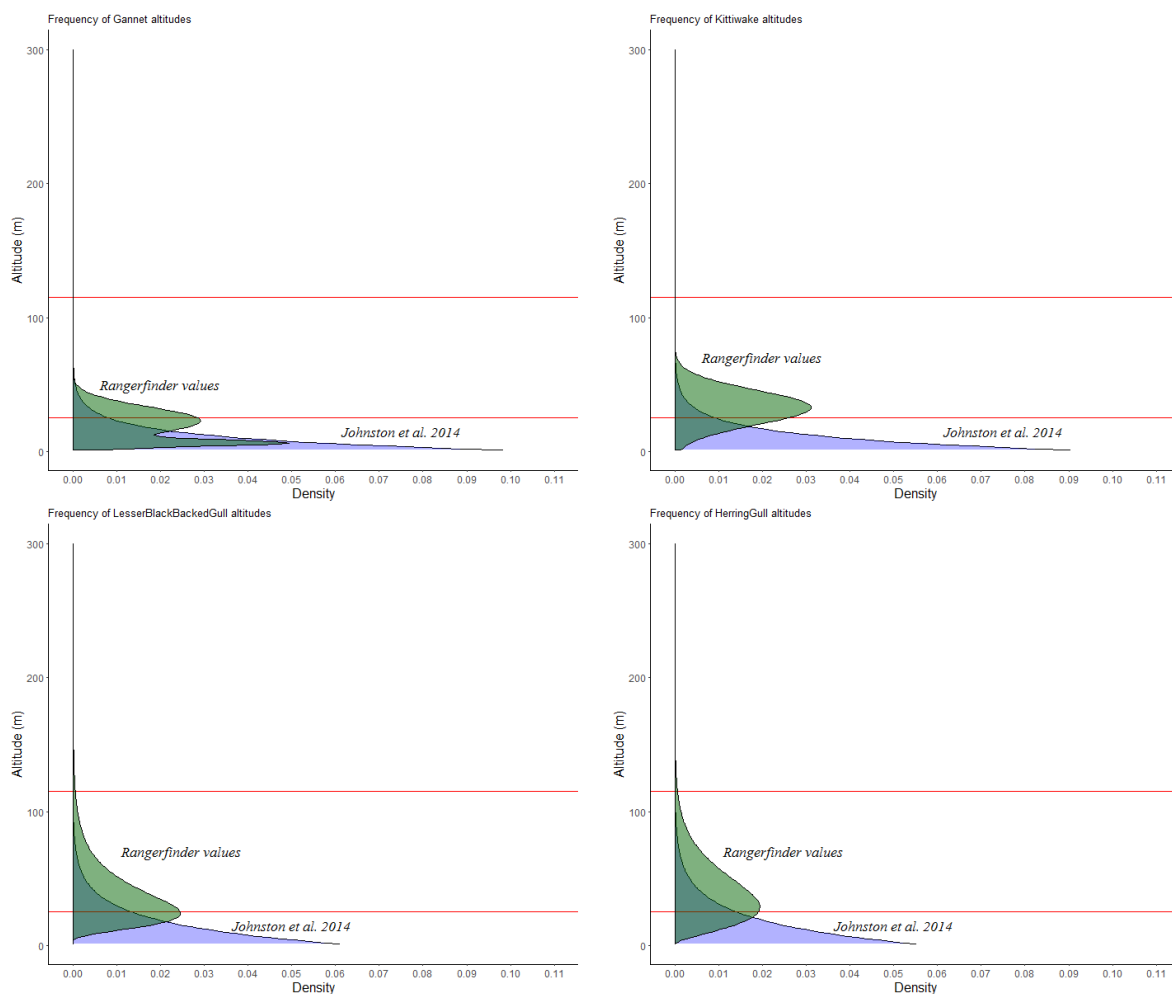 Frequency of Gannet altitudes
300
200
100
0
Altitude (m)
Rangerfinder values
Johnston et al. 2014
0.00 0.01 0.02 0.03 0.04 0.05 0.06 0.07 0.08 0.09 0.10 0.11
Density
Frequency of Kittiwake altitudes
300
200
100
0
Altitude (m)
Rangerfinder values
Johnston et al. 2014
0.00 0.01 0.02 0.03 0.04 0.05 0.06 0.07 0.08 0.09 0.10 0.11
Density
Frequency of LesserBlackBackedGull altitudes
300
200
100
0
Altitude (m)
Rangerfinder values
Johnston et al. 2014
0.00 0.01 0.02 0.03 0.04 0.05 0.06 0.07 0.08 0.09 0.10 0.11
Density
Frequency of HerringGull altitudes
300
200
100
0
Altitude (m)
Rangerfinder values
Johnston et al. 2014
0.00 0.01 0.02 0.03 0.04 0.05 0.06 0.07 0.08 0.09 0.10 0.11
Density